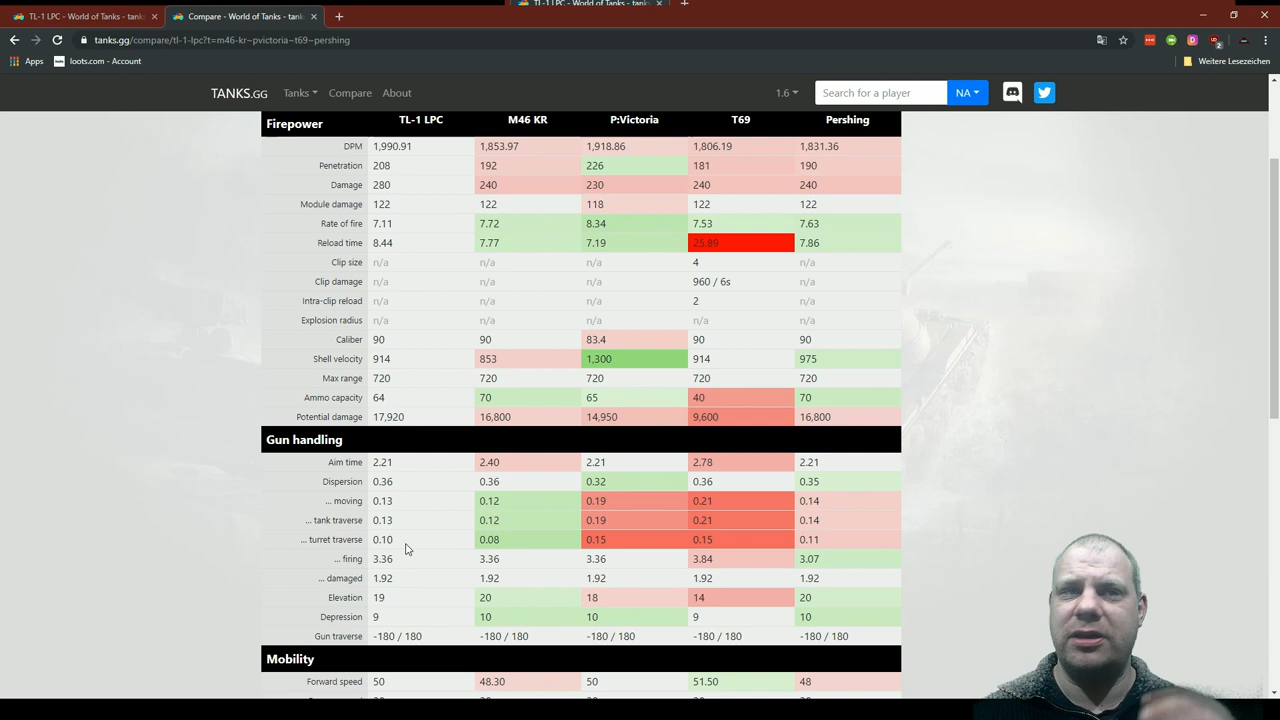 TL-1 LPC - World of Tanks - tank
TL-1 LPC - World of Tanks - tanks
Compare - World of Tanks - tank
tanks.gg/compare/tl-1-lpc?t=m46-kr~pvictoria~t69~pershing
2
Apps loots.com - Account Weitere Lesezeichen
TANKS.GG Tanks Compare About 1.6 Search for a player NA
Firepower TL-1 LPC M46 KR P:Victoria T69 Pershing
DPM 1,990.91 1,853.97 1,918.86 1,806.19 1,831.36
Penetration 208 192 226 181 190
Damage 280 240 230 240 240
Module damage 122 122 118 122 122
Rate of fire 7.11 7.72 8.34 7.53 7.63
Reload time 8.44 7.77 7.19 25.89 7.86
Clip size n/a n/a n/a 4 n/a
Clip damage n/a n/a n/a 960 / 6s n/a
Intra-clip reload n/a n/a n/a 2 n/a
Explosion radius n/a n/a n/a n/a n/a
Caliber 90 90 83.4 90 90
Shell velocity 914 853 1,300 914 975
Max range 720 720 720 720 720
Ammo capacity 64 70 65 40 70
Potential damage 17,920 16,800 14,950 9,600 16,800
Gun handling
Aim time 2.21 2.40 2.21 2.78 2.21
Dispersion 0.36 0.36 0.32 0.36 0.35
... moving 0.13 0.12 0.19 0.21 0.14
... tank traverse 0.13 0.12 0.19 0.21 0.14
... turret traverse 0.10 0.08 0.15 0.15 0.11
... firing 3.36 3.36 3.36 3.84 3.07
... damaged 1.92 1.92 1.92 1.92 1.92
Elevation 19 20 18 14 20
Depression 9 10 10 9 10
Gun traverse -180 / 180 -180 / 180 -180 / 180 -180 / 180 -180 / 180
Mobility
Forward speed 50 48.30 50 51.50 48